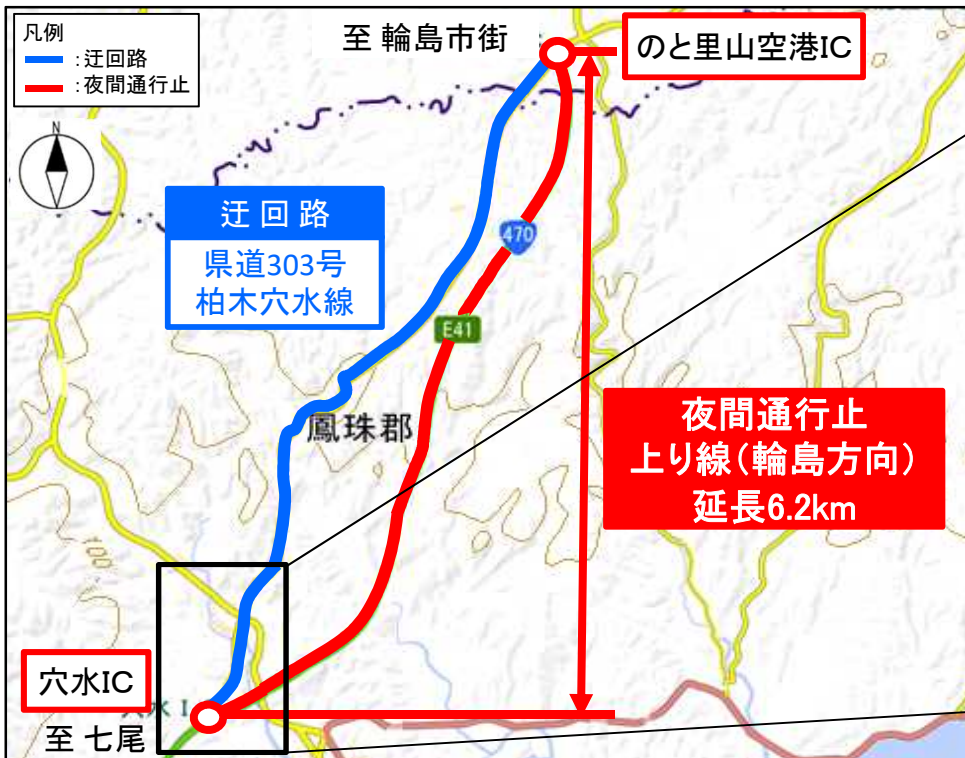 凡例
：迂回路
：夜間通行止
N
至 輪島市街
のと里山空港IC
迂回路
県道303号
柏木穴水線
470
E41
鳳珠郡
夜間通行止
上り線（輪島方向）
延長6.2km
100
穴水IC
至 七尾